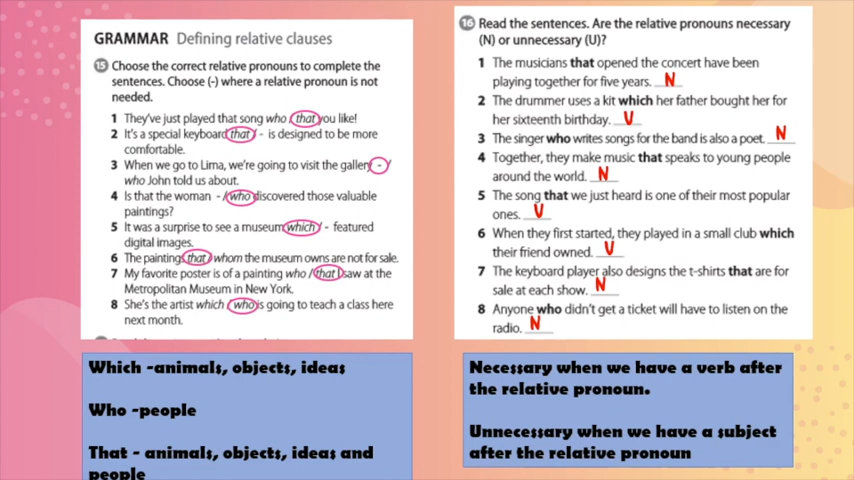 GRAMMAR Defining relative clauses
15 Choose the correct relative pronouns to complete the
sentences. Choose (-) where a relative pronoun is not
needed.
1 They've just played that song who / that you like!
2 It's a special keyboard that / - is designed to be more
comfortable.
3 When we go to Lima, we're going to visit the gallery - /
who John told us about.
4 Is that the woman - / who discovered those valuable
paintings?
5 It was a surprise to see a museum which / - featured
digital images.
6 The paintings that / whom the museum owns are not for sale.
7 My favorite poster is of a painting who / that I saw at the
Metropolitan Museum in New York.
8 She's the artist which / who is going to teach a class here
next month.
Which -animals, objects, ideas
Who -people
That - animals, objects, ideas and
people
16 Read the sentences. Are the relative pronouns necessary
(N) or unnecessary (U)?
1 The musicians that opened the concert have been
playing together for five years. N
2 The drummer uses a kit which her father bought her for
her sixteenth birthday. U
3 The singer who writes songs for the band is also a poet. N
4 Together, they make music that speaks to young people
around the world. N
5 The song that we just heard is one of their most popular
ones. U
6 When they first started, they played in a small club which
their friend owned. U
7 The keyboard player also designs the t-shirts that are for
sale at each show. N
8 Anyone who didn't get a ticket will have to listen on the
radio. N
Necessary when we have a verb after
the relative pronoun.
Unnecessary when we have a subject
after the relative pronoun